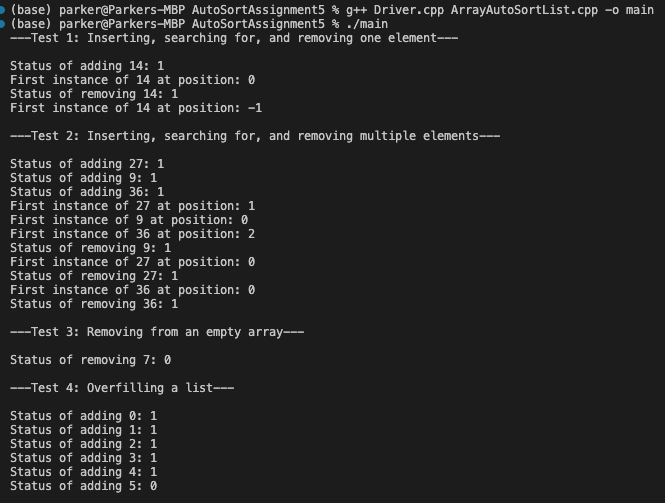 (base) parker@Parkers-MBP AutoSortAssignment5 % g++ Driver.cpp ArrayAutoSortList.cpp -o main
(base) parker@Parkers-MBP AutoSortAssignment5 % ./main
---Test 1: Inserting, searching for, and removing one element---
Status of adding 14: 1
First instance of 14 at position: 0
Status of removing 14: 1
First instance of 14 at position: -1
---Test 2: Inserting, searching for, and removing multiple elements---
Status of adding 27: 1
Status of adding 9: 1
Status of adding 36: 1
First instance of 27 at position: 1
First instance of 9 at position: 0
First instance of 36 at position: 2
Status of removing 9: 1
First instance of 27 at position: 0
Status of removing 27: 1
First instance of 36 at position: 0
Status of removing 36: 1
---Test 3: Removing from an empty array---
Status of removing 7: 0
---Test 4: Overfilling a list---
Status of adding 0: 1
Status of adding 1: 1
Status of adding 2: 1
Status of adding 3: 1
Status of adding 4: 1
Status of adding 5: 0